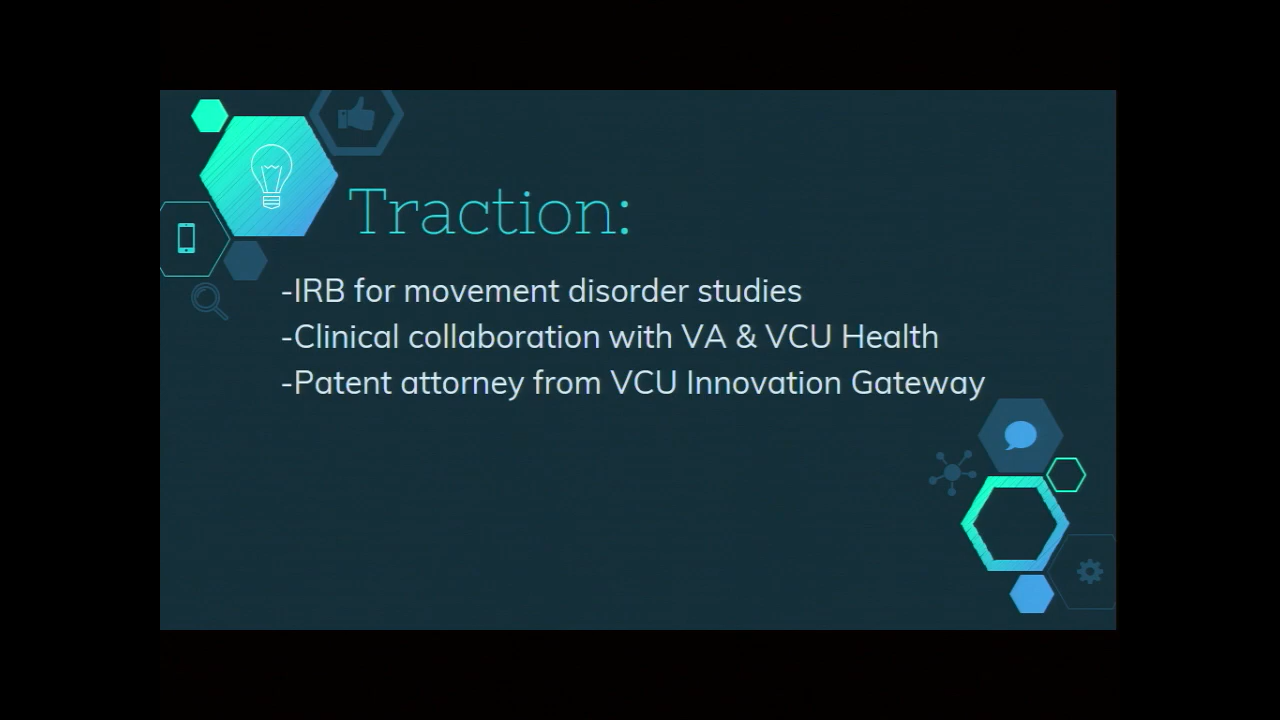 Traction:
-IRB for movement disorder studies
-Clinical collaboration with VA & VCU Health
-Patent attorney from VCU Innovation Gateway